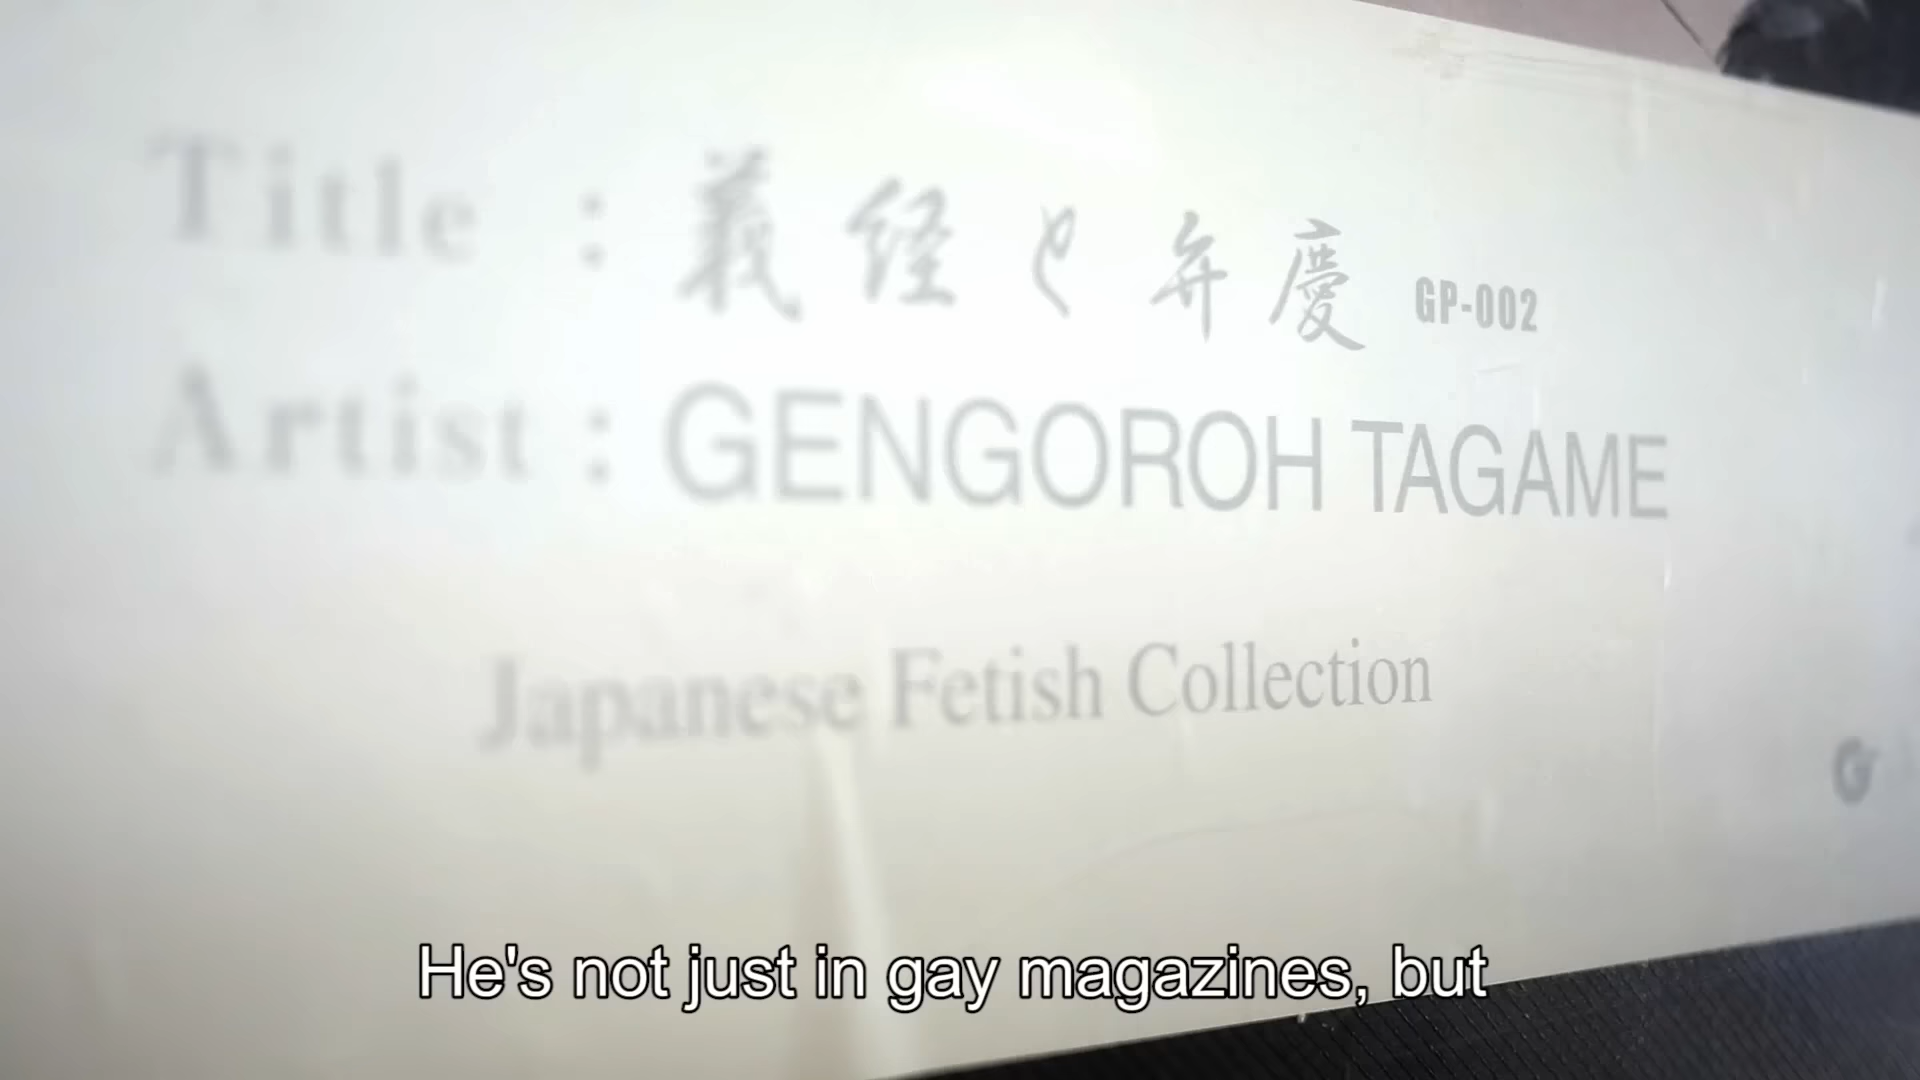 Title : 義経と弁慶 GP-002
Artist : GENGOROH TAGAME
Japanese Fetish Collection
G
He's not just in gay magazines, but